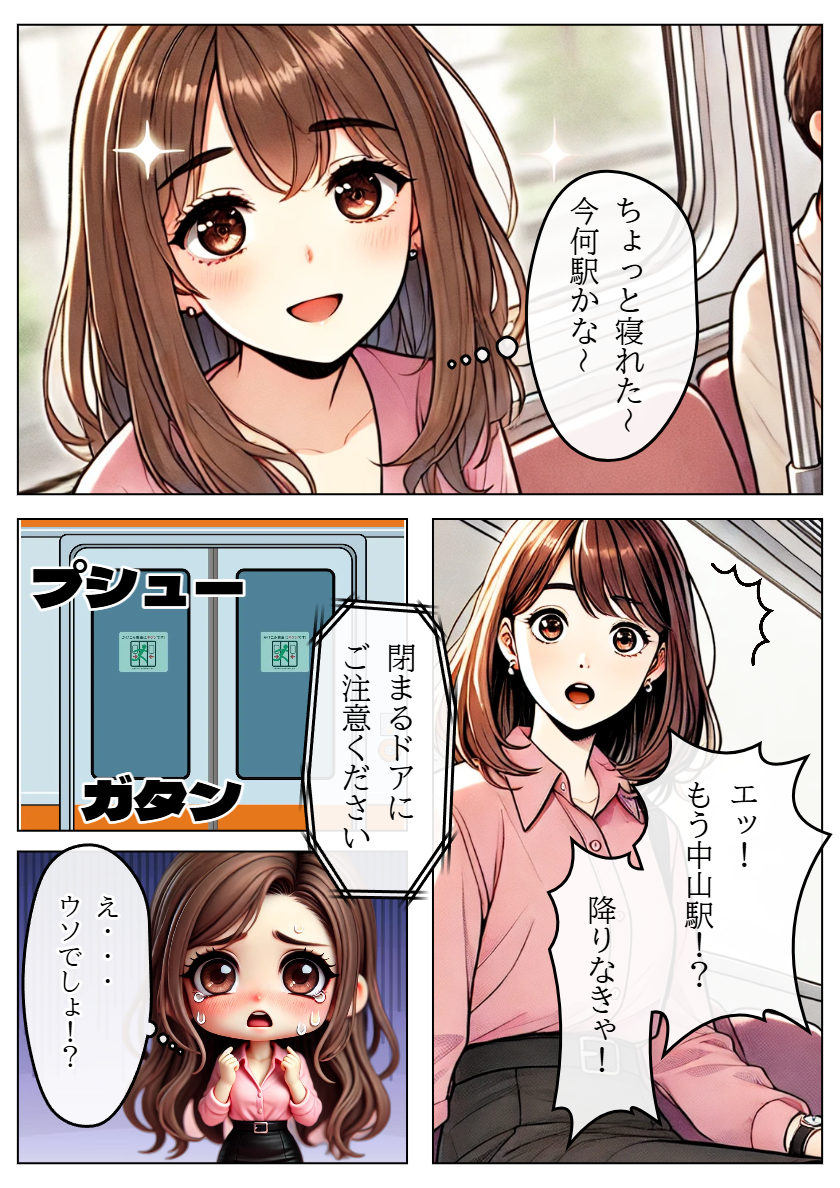 ちょっと寝れた～
今何駅かな～
エッ！
もう中山駅！？
降りなきゃ！
プシュー
閉まるドアに
ご注意ください
ガタン
え・・・
ウソでしょ！？